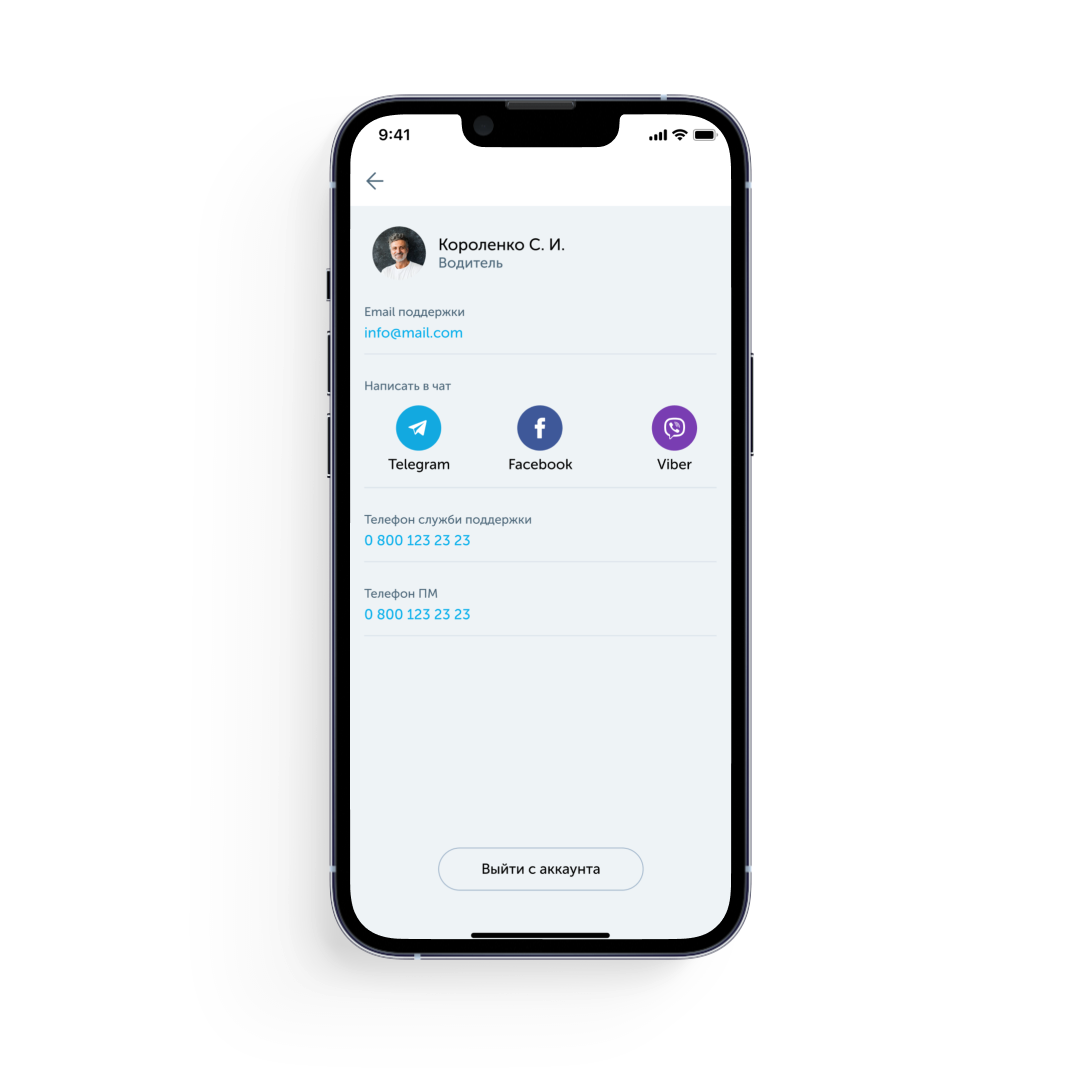 9:41
Короленко С. И.
Водитель
Email поддержки
info@mail.com
Написать в чат
Telegram
Facebook
Viber
Телефон служби поддержки
0 800 123 23 23
Телефон ПМ
0 800 123 23 23
Выйти с аккаунта